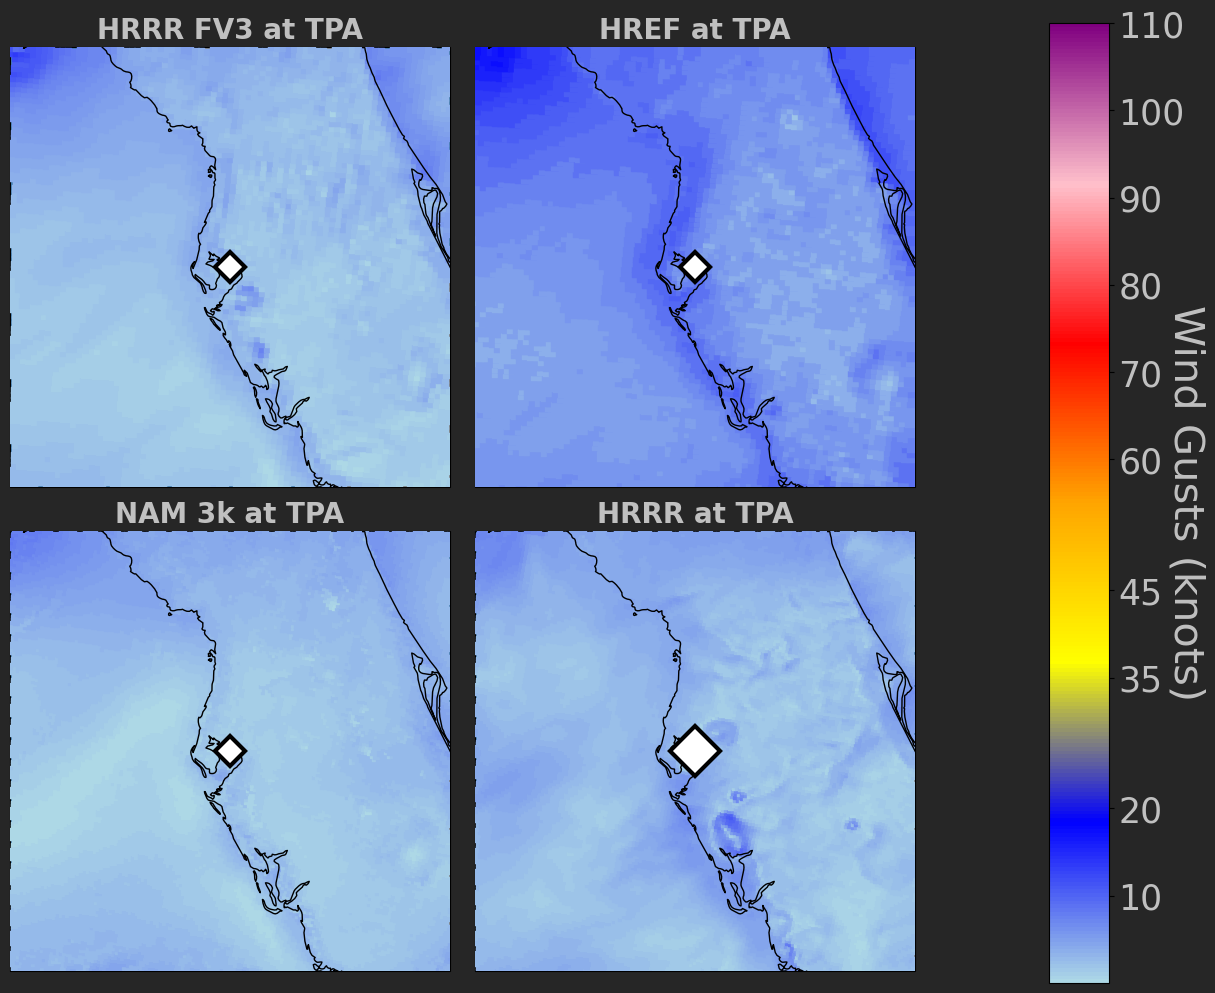 HRRR FV3 at TPA
HREF at TPA
NAM 3k at TPA
HRRR at TPA
110
100
90
80
70
60
45
35
20
10
Wind Gusts (knots)